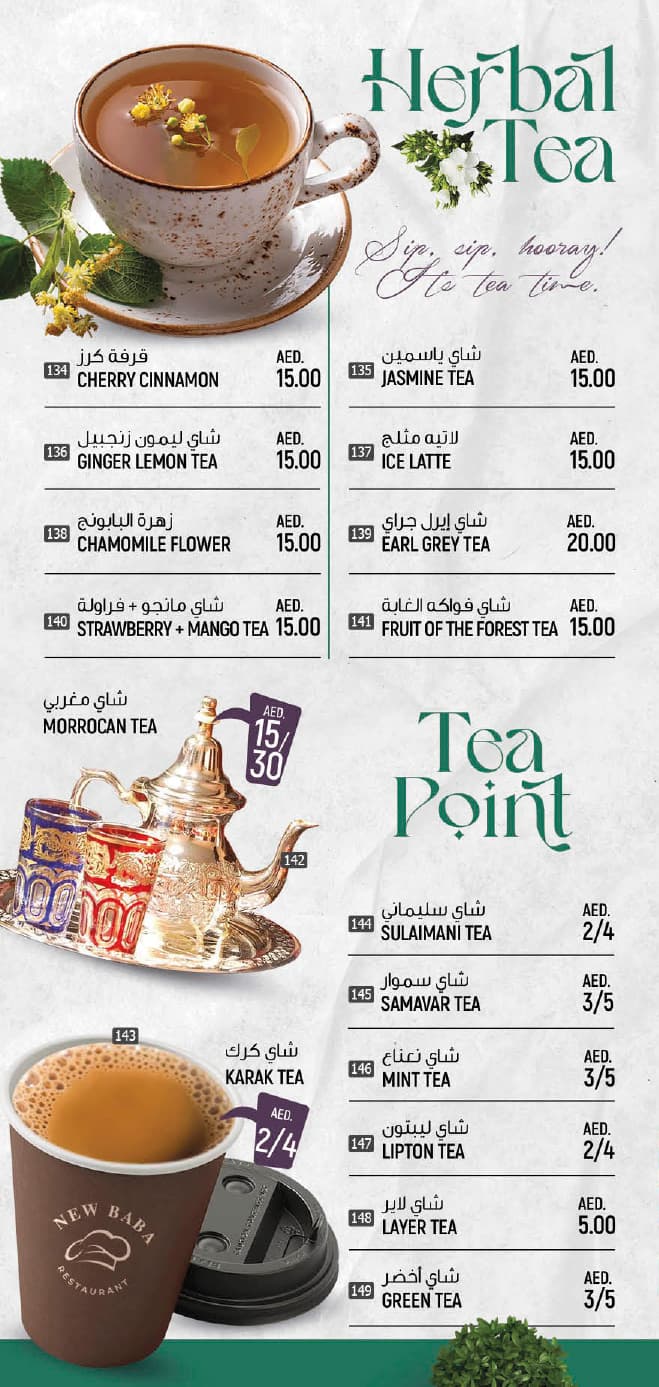 Herbal
Tea
Sip, sip, hooray!
It's tea time.
134
قرفة كرز
CHERRY CINNAMON
AED.
15.00
135
شاي ياسمين
JASMINE TEA
AED.
15.00
136
شاي ليمون زنجبيل
GINGER LEMON TEA
AED.
15.00
137
لاتيه مثلج
ICE LATTE
AED.
15.00
138
زهرة البابونج
CHAMOMILE FLOWER
AED.
15.00
139
شاي إيرل جراي
EARL GREY TEA
AED.
20.00
140
شاي مانجو + فراولة
STRAWBERRY + MANGO TEA
AED.
15.00
141
شاي فواكه الغابة
FRUIT OF THE FOREST TEA
AED.
15.00
شاي مغربي
MORROCAN TEA
AED.
15/
30
142
Tea
Point
144
شاي سليماني
SULAIMANI TEA
AED.
2/4
145
شاي سموار
SAMAVAR TEA
AED.
3/5
146
شاي نعناع
MINT TEA
AED.
3/5
147
شاي ليبتون
LIPTON TEA
AED.
2/4
148
شاي لاير
LAYER TEA
AED.
5.00
149
شاي أخضر
GREEN TEA
AED.
3/5
143
شاي كرك
KARAK TEA
AED.
2/4
NEW BABA
RESTAURANT